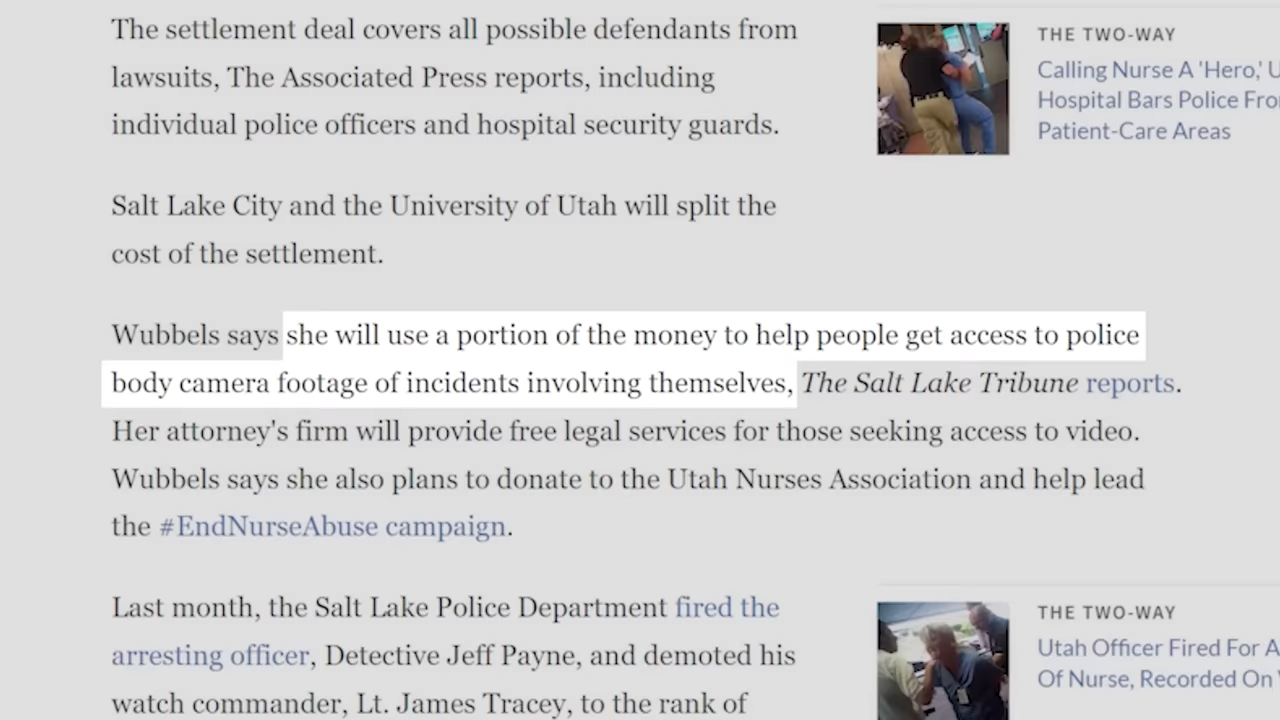 The settlement deal covers all possible defendants from
lawsuits, The Associated Press reports, including
individual police officers and hospital security guards.
Salt Lake City and the University of Utah will split the
cost of the settlement.
Wubbels says she will use a portion of the money to help people get access to police
body camera footage of incidents involving themselves, The Salt Lake Tribune reports.
Her attorney's firm will provide free legal services for those seeking access to video.
Wubbels says she also plans to donate to the Utah Nurses Association and help lead
the #EndNurseAbuse campaign.
Last month, the Salt Lake Police Department fired the
arresting officer, Detective Jeff Payne, and demoted his
watch commander, Lt. James Tracey, to the rank of
THE TWO-WAY
Calling Nurse A 'Hero,' U
Hospital Bars Police Fro
Patient-Care Areas
THE TWO-WAY
Utah Officer Fired For A
Of Nurse, Recorded On